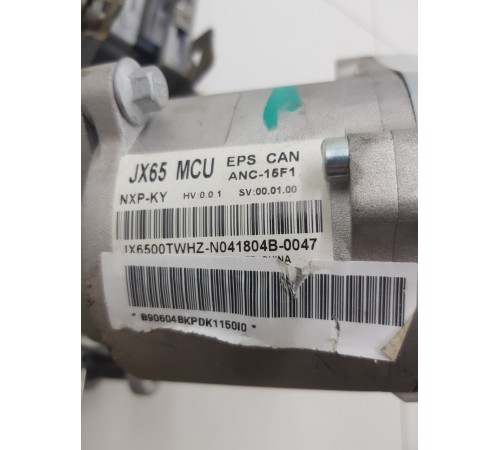 JX65 MCU EPS CAN
ANC-15F1
NXP-KY HV:0.0.1 SV:00.01.00
JX6500TWHZ-N041804B-0047
CHINA
* B90604BKPDK1150I0 *